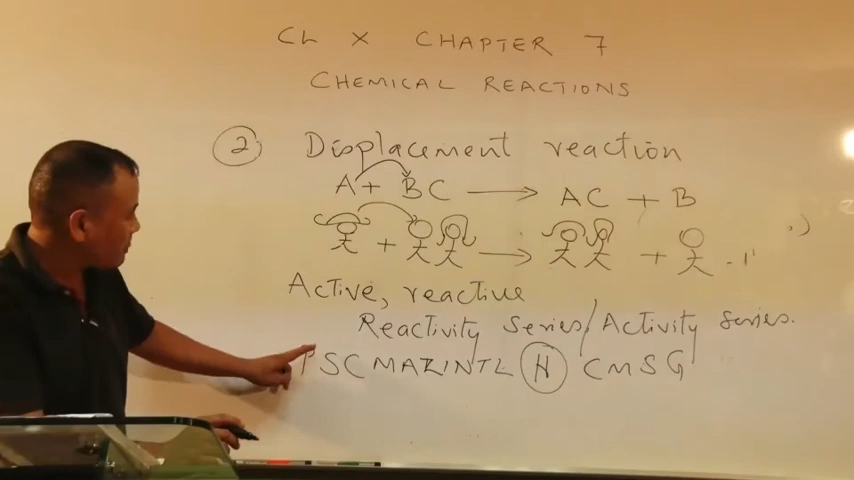 CL X CHAPTER 7
CHEMICAL REACTIONS
2 Displacement reaction
A + BC → AC + B
+ → +
Active, reactive
Reactivity Series/Activity series.
PSCMAZINTL H CMSG